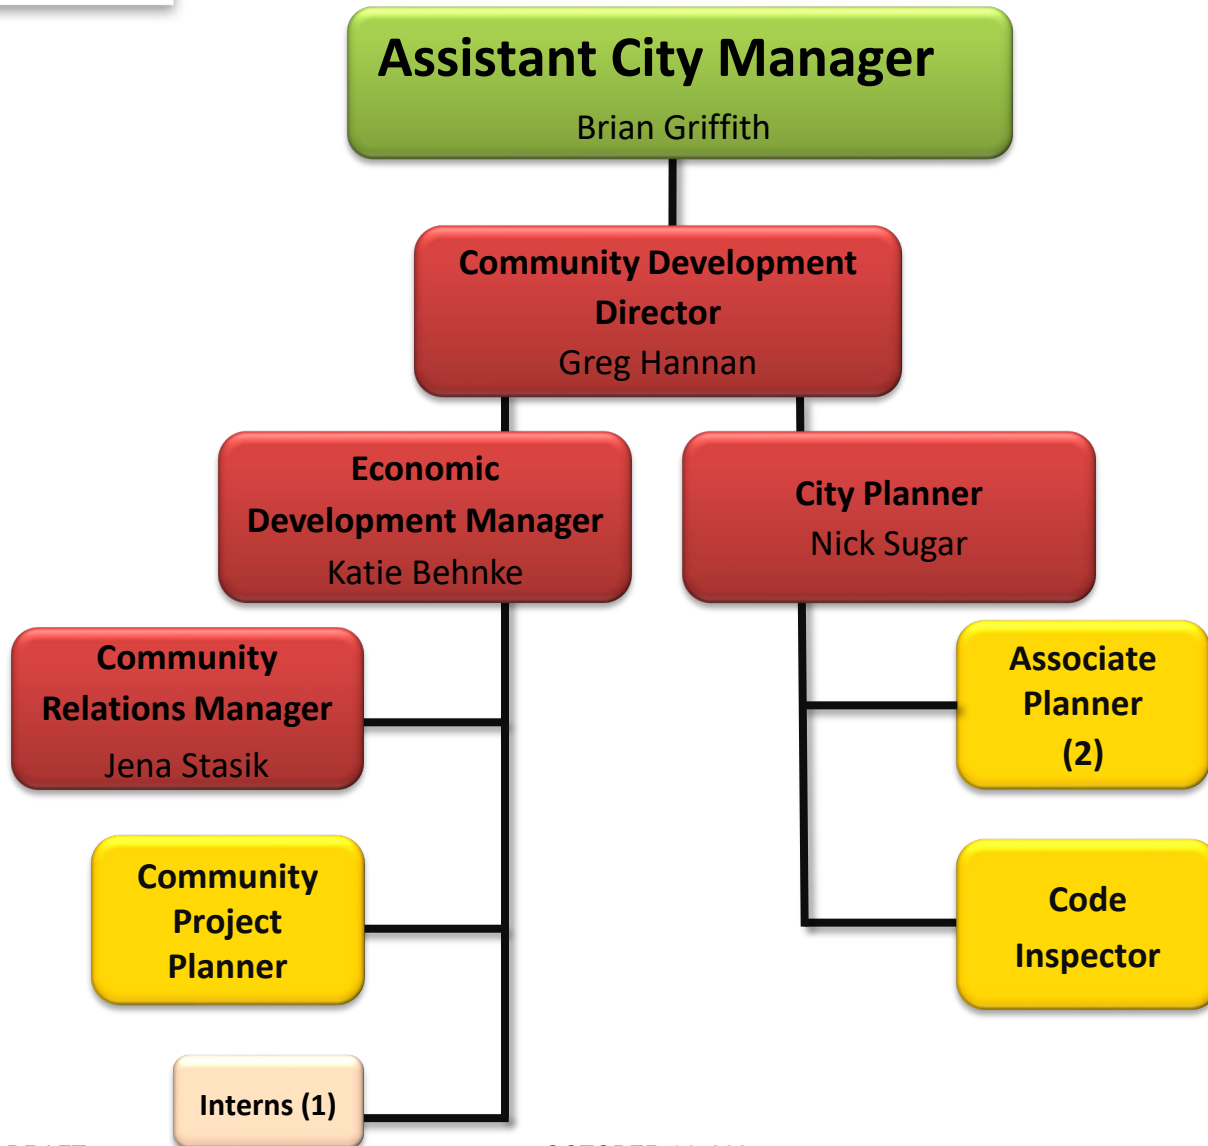 Assistant City Manager
Brian Griffith
Community Development
Director
Greg Hannan
Economic
Development Manager
Katie Behnke
City Planner
Nick Sugar
Community
Relations Manager
Jena Stasik
Associate
Planner
(2)
Community
Project
Planner
Code
Inspector
Interns (1)